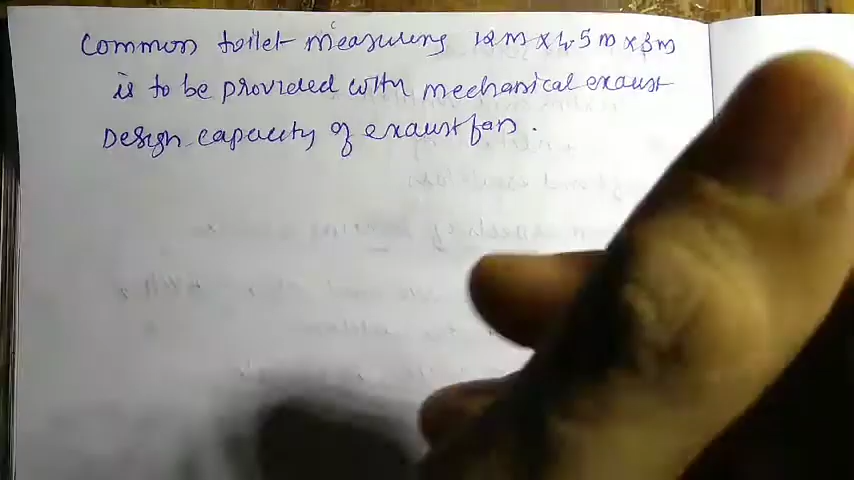 common toilet measuring 12m x 4.5m x 3m
is to be provided with mechanical exaust
Design capacity of exaust fan.